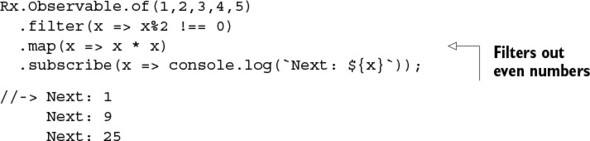 Rx.Observable.of(1,2,3,4,5)
.filter(x => x%2 !== 0)
.map(x => x * x)
.subscribe(x => console.log(`Next: ${x}`));
Filters out
even numbers
//-> Next: 1
Next: 9
Next: 25